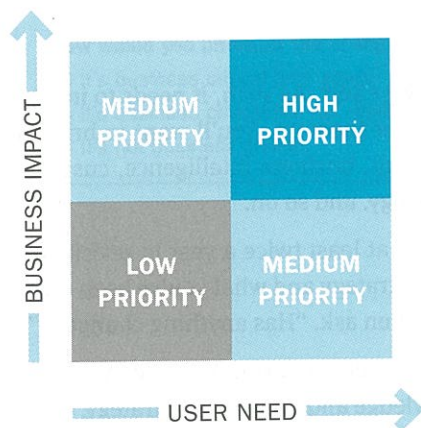 MEDIUM
PRIORITY
HIGH
PRIORITY
LOW
PRIORITY
MEDIUM
PRIORITY
BUSINESS IMPACT
USER NEED